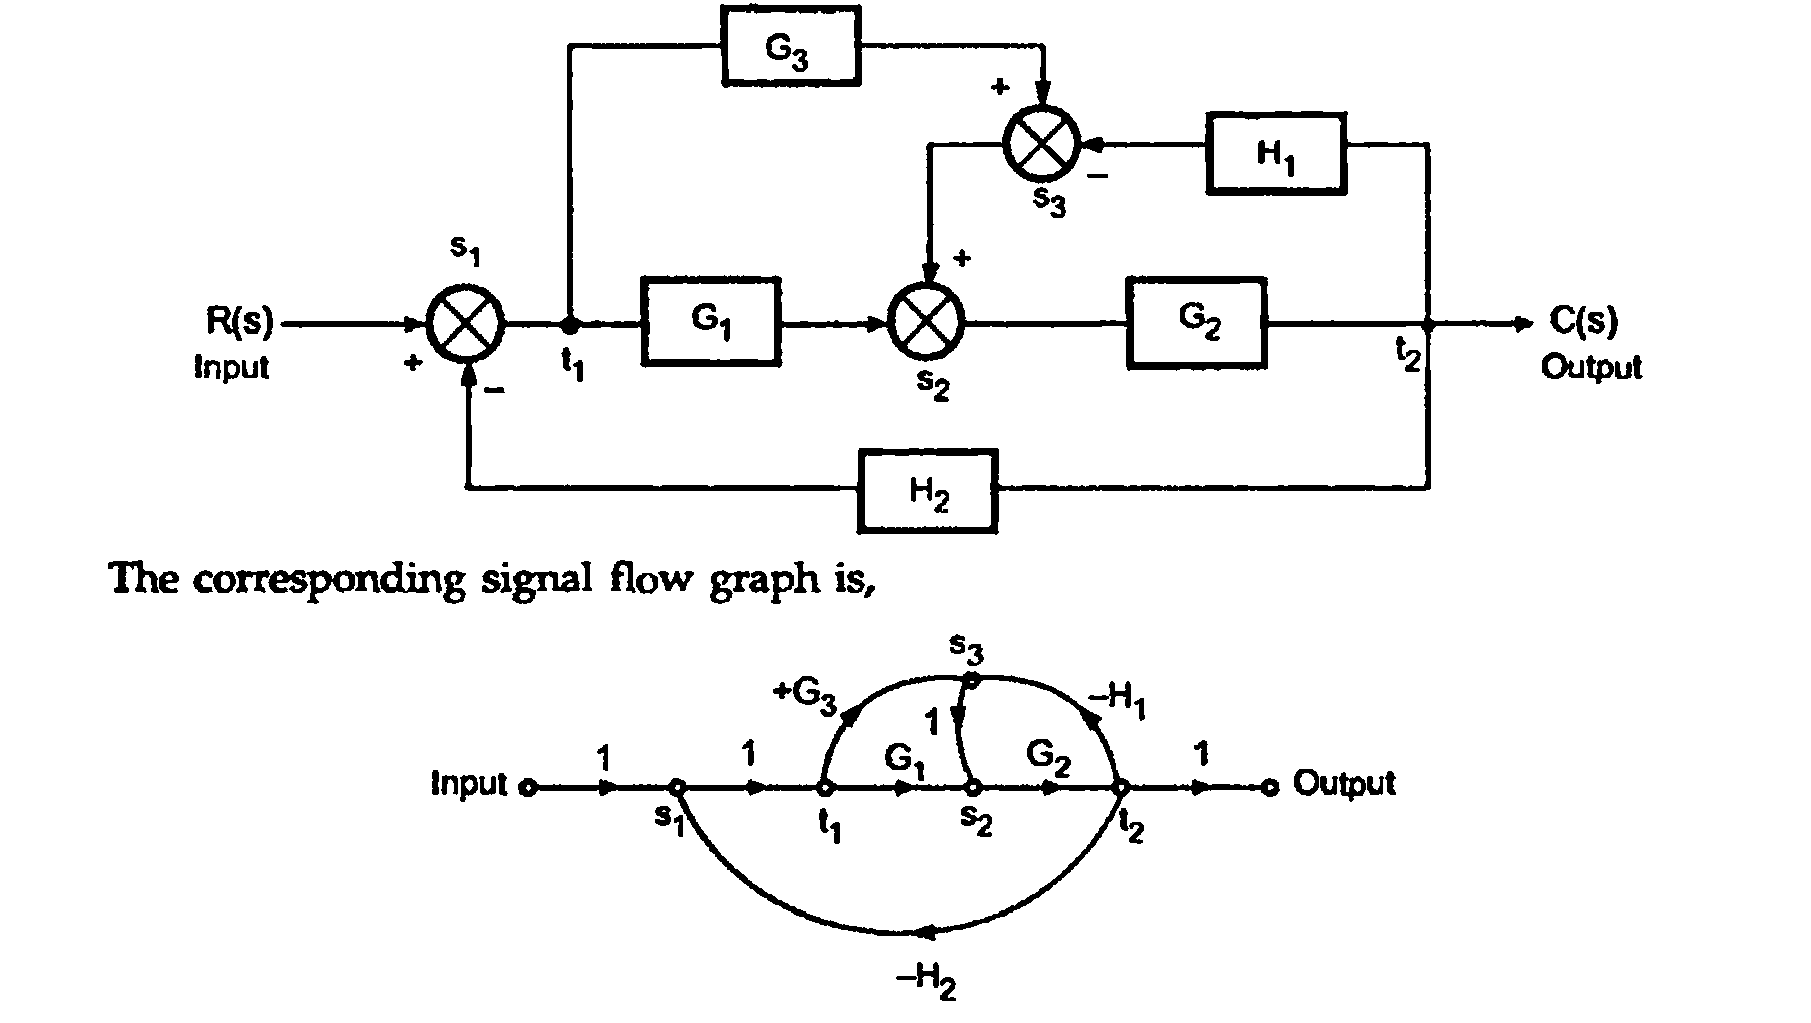 G3
+
H1
–
s3
s1
+
R(s)
G1
G2
C(s)
Input
+
t1
s2
t2
Output
–
H2
The corresponding signal flow graph is,
s3
+G3
–H1
1
1
1
G1
G2
1
Input
Output
s1
t1
s2
t2
–H2